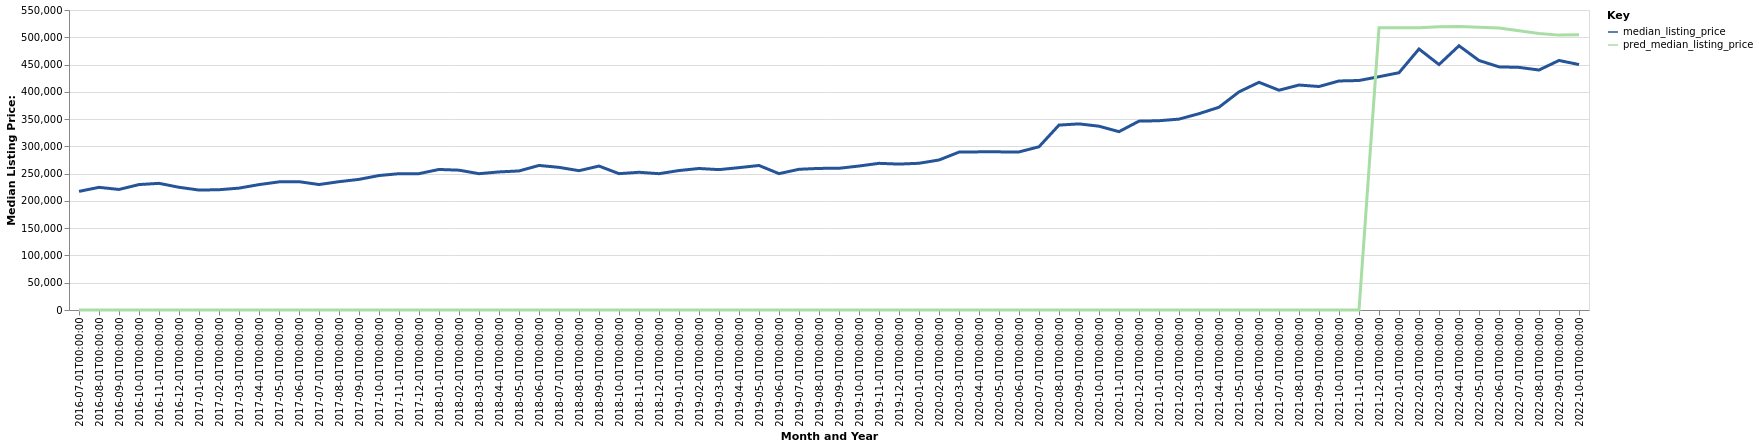 550,000
500,000
450,000
400,000
350,000
300,000
250,000
200,000
150,000
100,000
50,000
0
Median Listing Price:
2016-07-01T00:00:00
2016-08-01T00:00:00
2016-09-01T00:00:00
2016-10-01T00:00:00
2016-11-01T00:00:00
2016-12-01T00:00:00
2017-01-01T00:00:00
2017-02-01T00:00:00
2017-03-01T00:00:00
2017-04-01T00:00:00
2017-05-01T00:00:00
2017-06-01T00:00:00
2017-07-01T00:00:00
2017-08-01T00:00:00
2017-09-01T00:00:00
2017-10-01T00:00:00
2017-11-01T00:00:00
2017-12-01T00:00:00
2018-01-01T00:00:00
2018-02-01T00:00:00
2018-03-01T00:00:00
2018-04-01T00:00:00
2018-05-01T00:00:00
2018-06-01T00:00:00
2018-07-01T00:00:00
2018-08-01T00:00:00
2018-09-01T00:00:00
2018-10-01T00:00:00
2018-11-01T00:00:00
2018-12-01T00:00:00
2019-01-01T00:00:00
2019-02-01T00:00:00
2019-03-01T00:00:00
2019-04-01T00:00:00
2019-05-01T00:00:00
2019-06-01T00:00:00
2019-07-01T00:00:00
2019-08-01T00:00:00
2019-09-01T00:00:00
2019-10-01T00:00:00
2019-11-01T00:00:00
2019-12-01T00:00:00
2020-01-01T00:00:00
2020-02-01T00:00:00
2020-03-01T00:00:00
2020-04-01T00:00:00
2020-05-01T00:00:00
2020-06-01T00:00:00
2020-07-01T00:00:00
2020-08-01T00:00:00
2020-09-01T00:00:00
2020-10-01T00:00:00
2020-11-01T00:00:00
2020-12-01T00:00:00
2021-01-01T00:00:00
2021-02-01T00:00:00
2021-03-01T00:00:00
2021-04-01T00:00:00
2021-05-01T00:00:00
2021-06-01T00:00:00
2021-07-01T00:00:00
2021-08-01T00:00:00
2021-09-01T00:00:00
2021-10-01T00:00:00
2021-11-01T00:00:00
2021-12-01T00:00:00
2022-01-01T00:00:00
2022-02-01T00:00:00
2022-03-01T00:00:00
2022-04-01T00:00:00
2022-05-01T00:00:00
2022-06-01T00:00:00
2022-07-01T00:00:00
2022-08-01T00:00:00
2022-09-01T00:00:00
2022-10-01T00:00:00
Month and Year
Key
median_listing_price
pred_median_listing_price